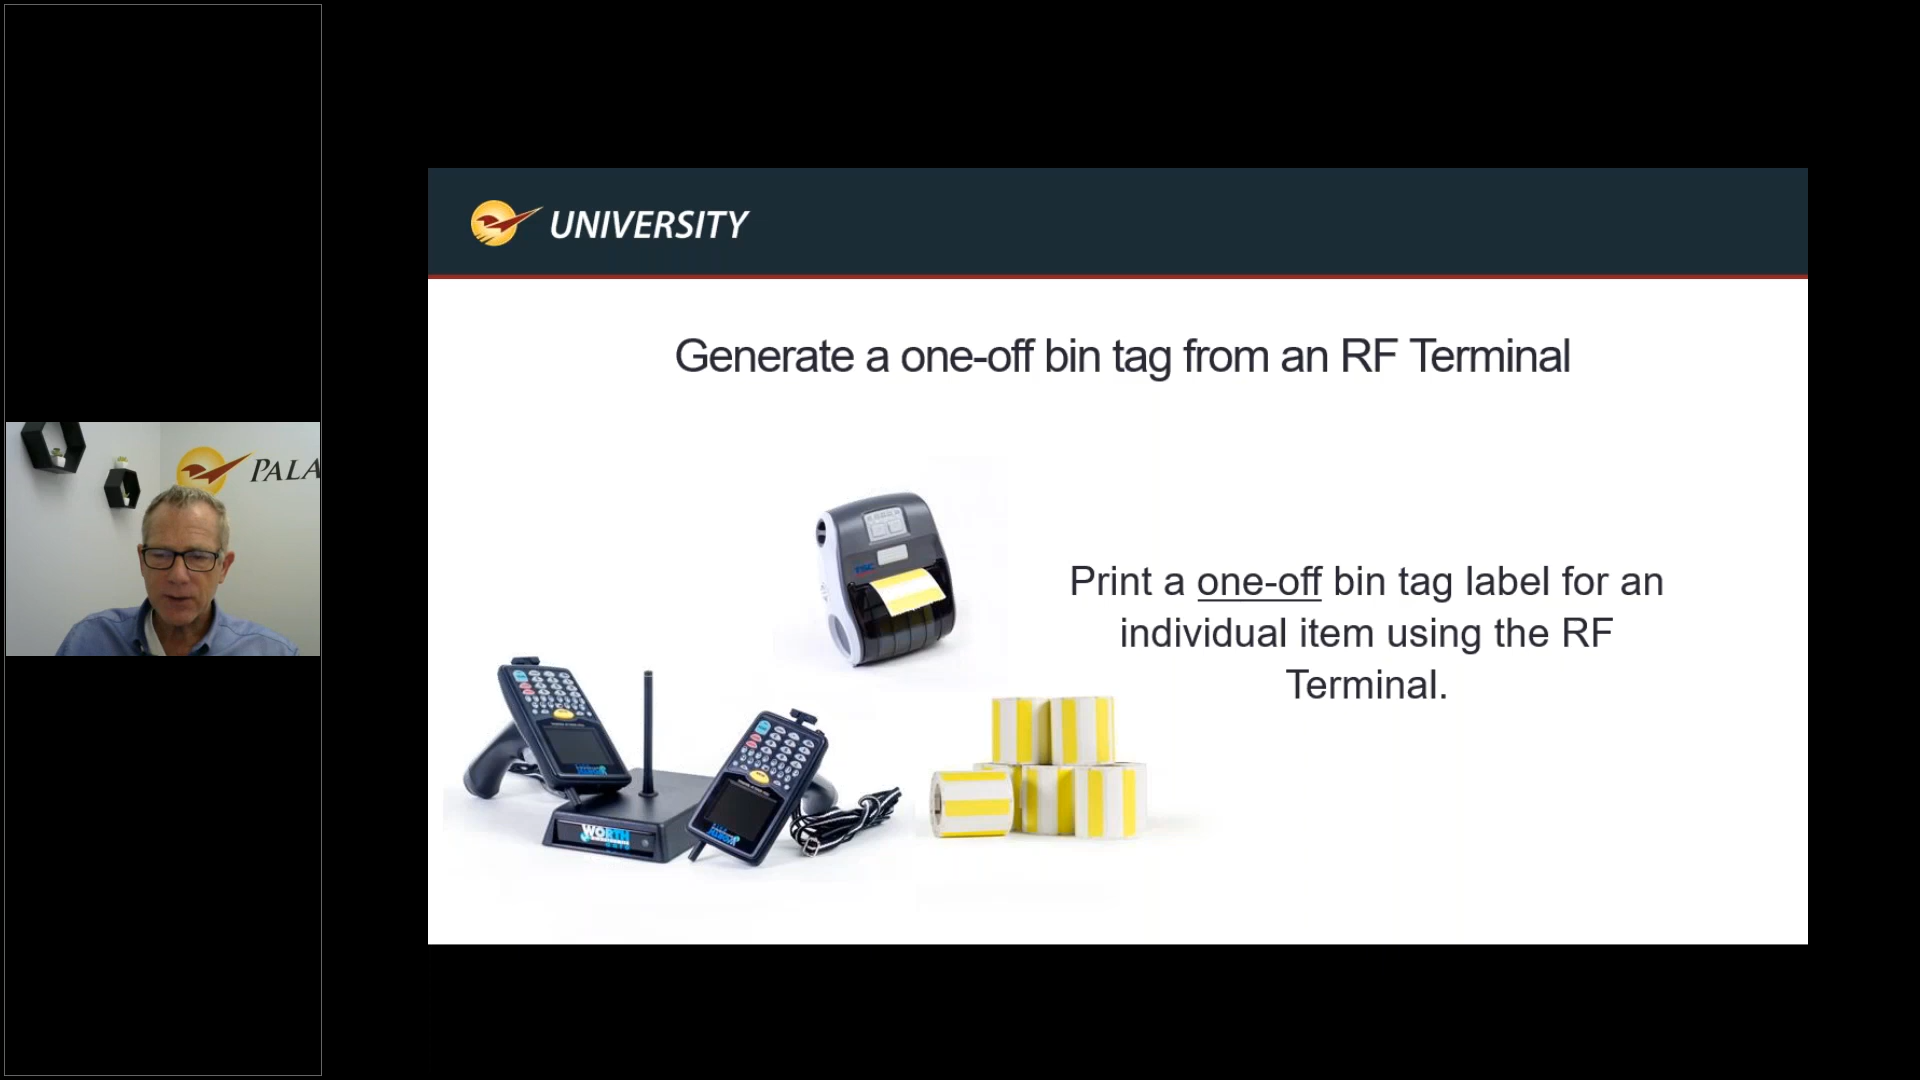 UNIVERSITY
Generate a one-off bin tag from an RF Terminal
PALA
TSC
Print a one-off bin tag label for an
individual item using the RF
Terminal.
WORTH